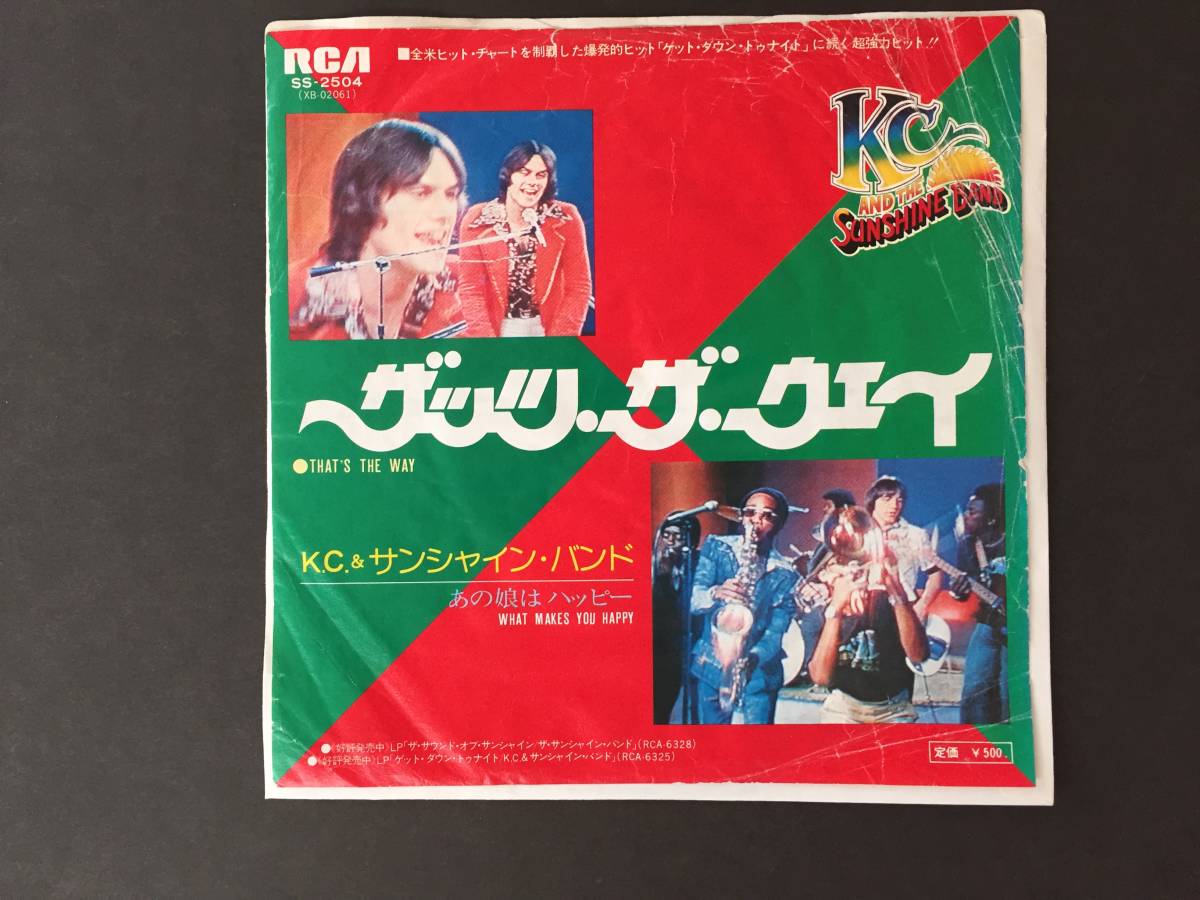 RCA
SS-2504
(XB-02061)
■全米ヒット・チャートを制覇した爆発的ヒット「ゲット・ダウン・トゥナイト」に続く超強力ヒット!!
KC
AND THE
SUNSHINE BAND
ザッツ・ザ・ウェイ
●THAT'S THE WAY
K.C.&サンシャイン・バンド
あの娘はハッピー
WHAT MAKES YOU HAPPY
●《好評発売中》LP「ザ・サウンド・オブ・サンシャイン/ザ・サンシャイン・バンド」(RCA-6328)
●《好評発売中》LP「ゲット・ダウン・トゥナイト/K.C.&サンシャイン・バンド」(RCA-6325)
定価 ￥500.